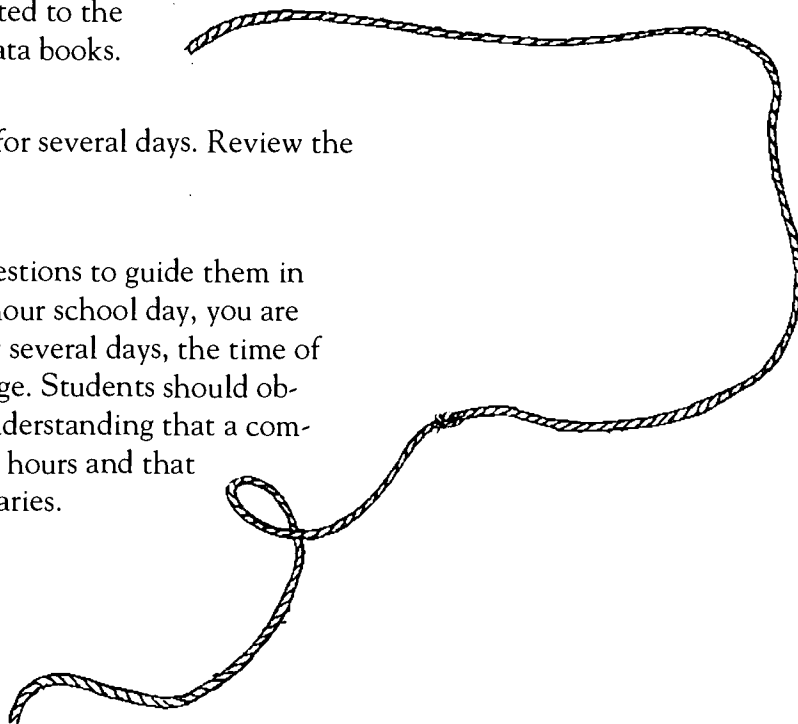 ted to the
ata books.
for several days. Review the
estions to guide them in
hour school day, you are
several days, the time of
ge. Students should ob-
derstanding that a com-
hours and that
aries.